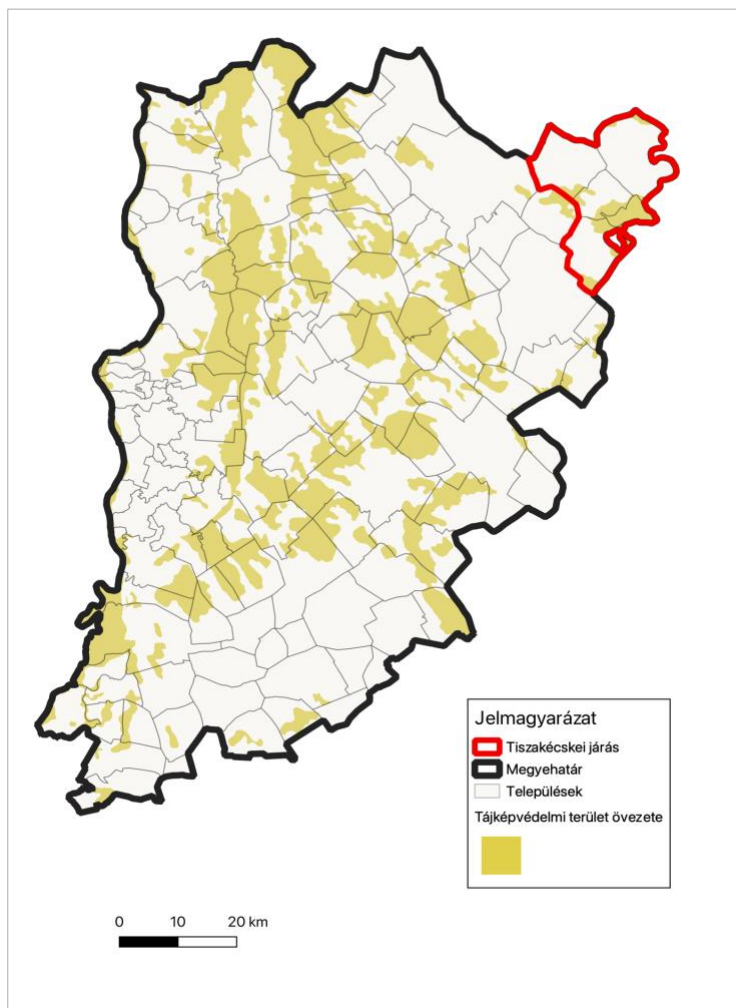 Jelmagyarázat
Tiszakécskei járás
Megyehatár
Települések
Tájképvédelmi terület övezete
0 10 20 km